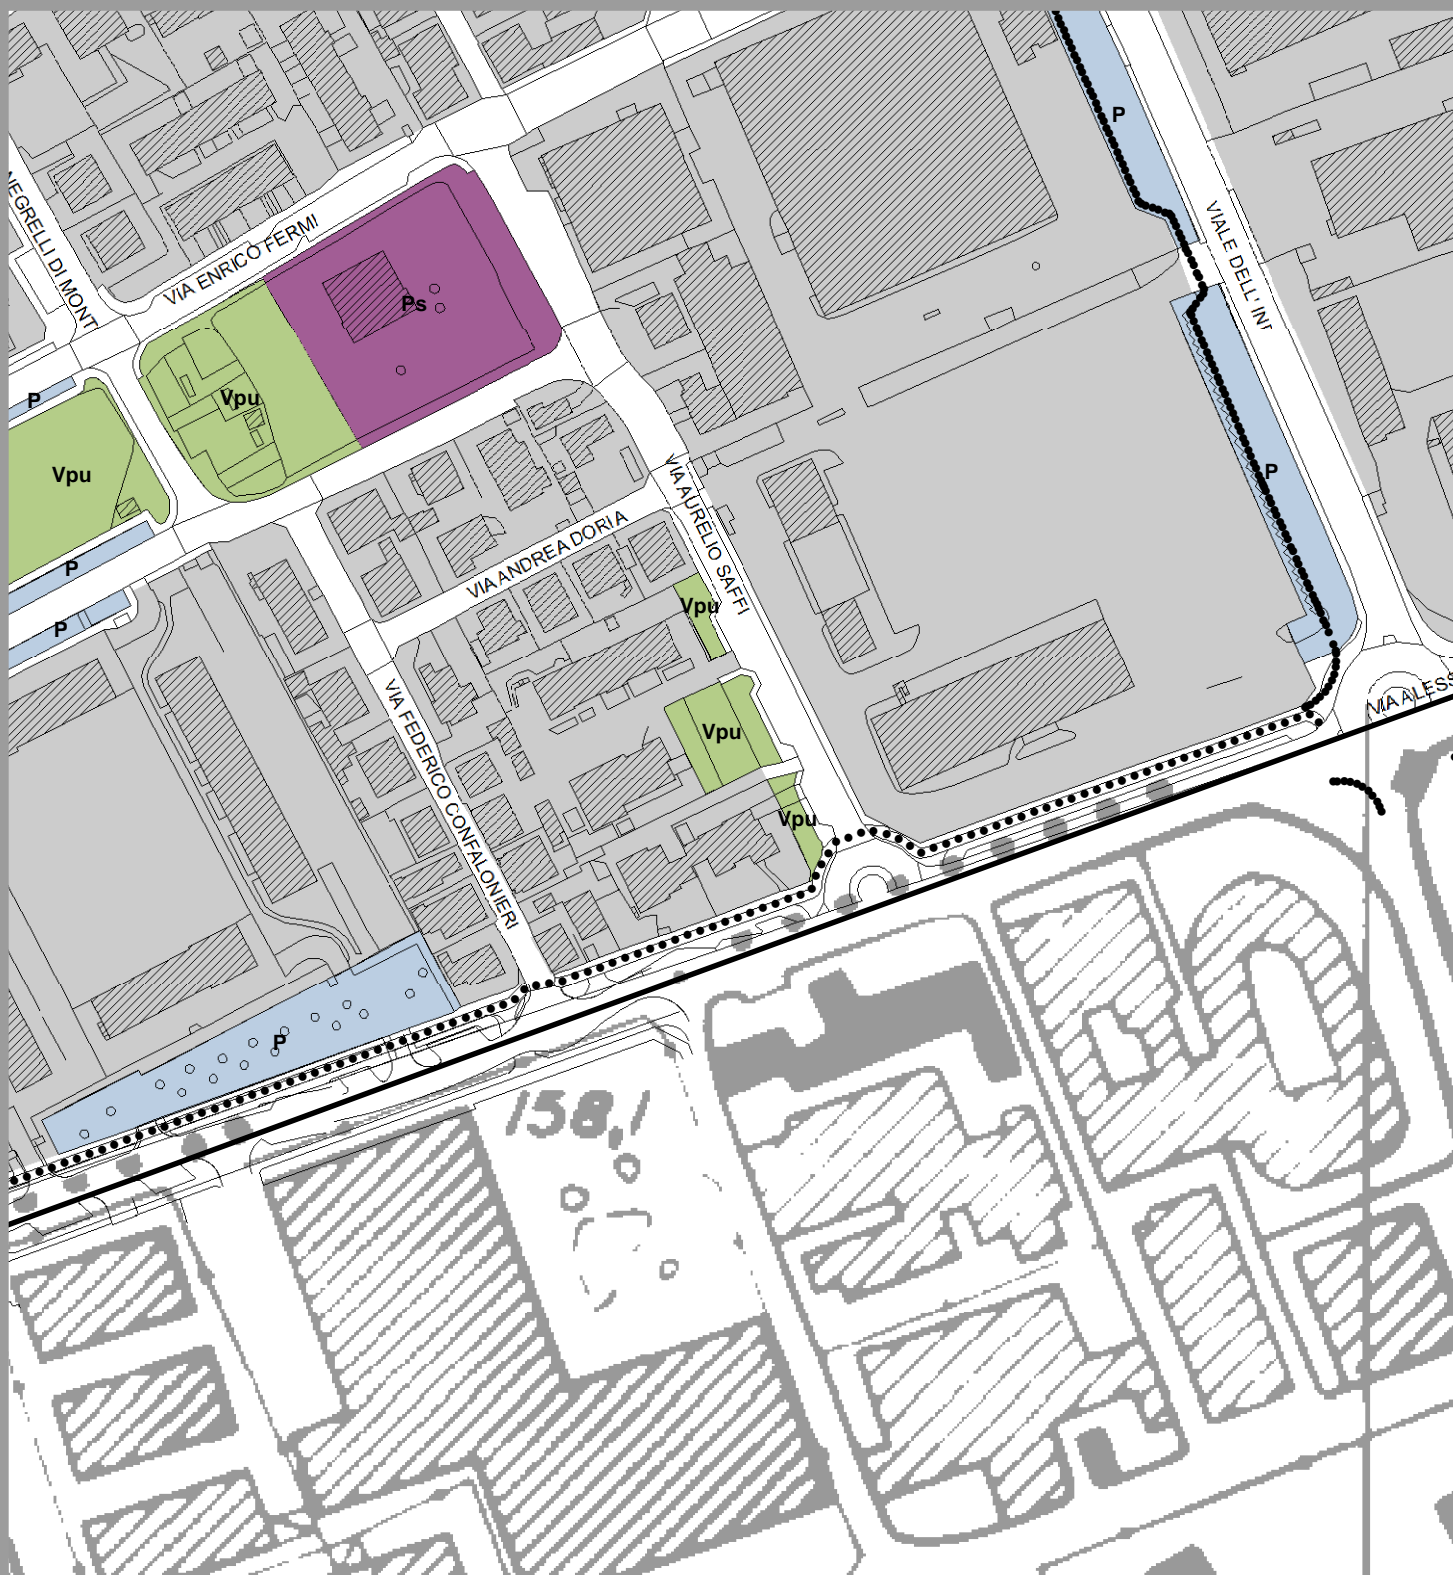 P
VIALE DELL' IN
NEGRELLI DI MONT
VIA ENRICO FERMI
Ps
P
Vpu
Vpu
P
VIA AURELIO SAFFI
VIA ANDREA DORIA
P
P
Vpu
VIA ALESS
VIA FEDERICO CONFALONIERI
Vpu
Vpu
P
158,1